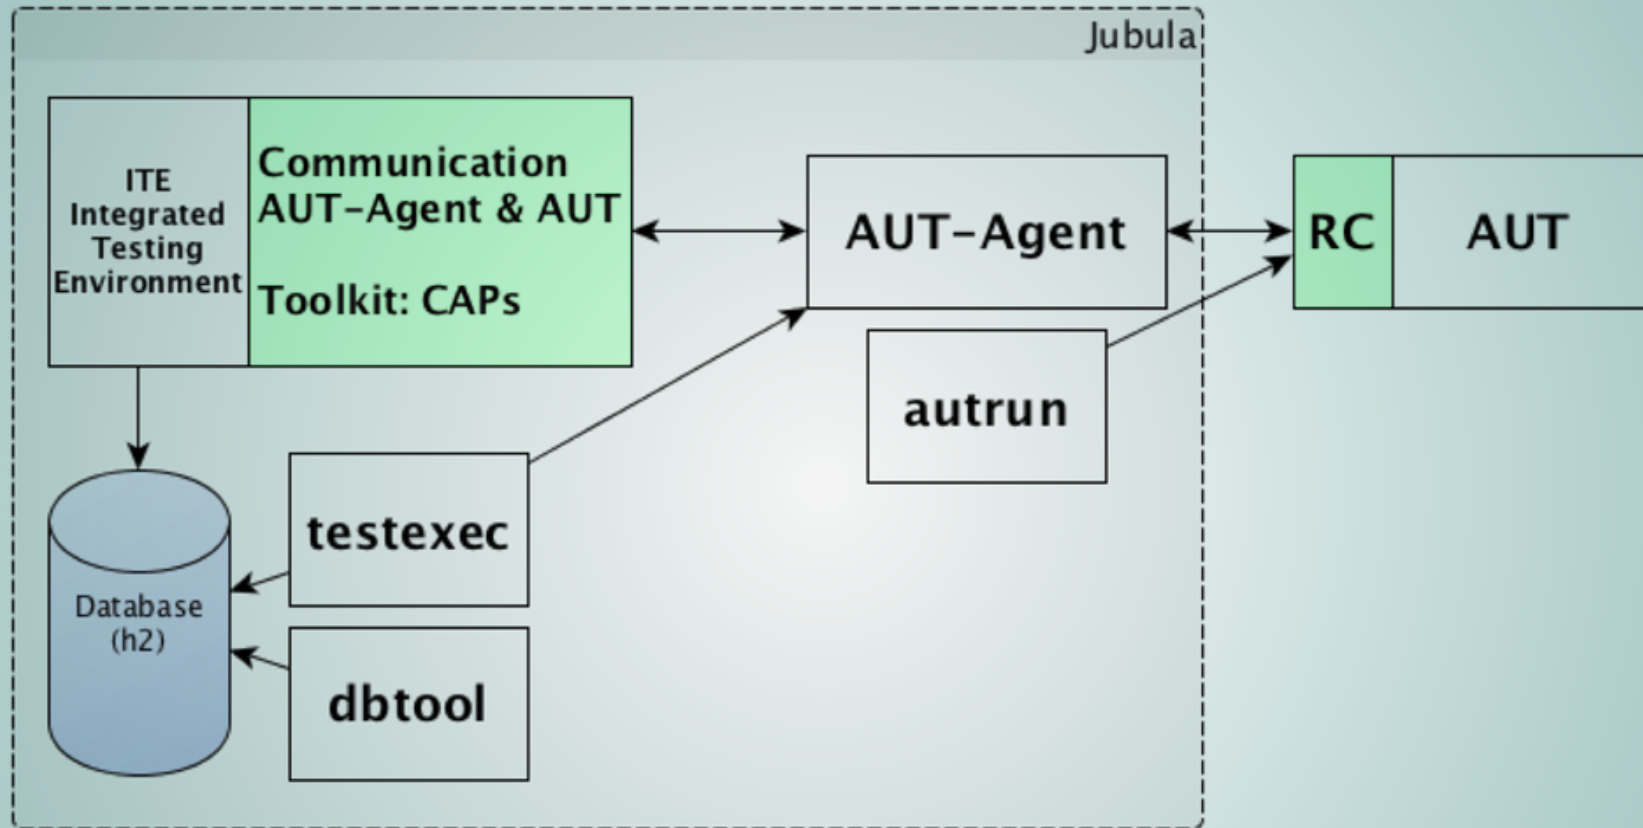 Jubula
ITE
Integrated
Testing
Environment
Communication
AUT-Agent & AUT
Toolkit: CAPs
AUT-Agent
RC
AUT
autrun
testexec
Database
(h2)
dbtool